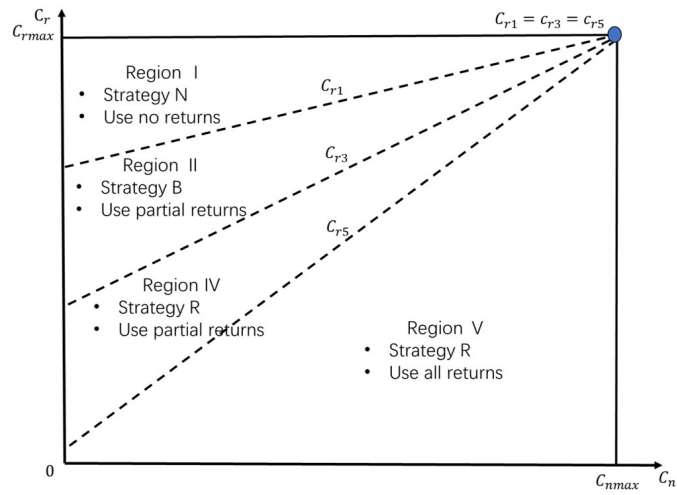 C_r
C_rmax
C_r1 = c_r3 = c_r5
Region I
• Strategy N
• Use no returns
C_r1
Region II
• Strategy B
• Use partial returns
C_r3
C_r5
Region IV
• Strategy R
• Use partial returns
Region V
• Strategy R
• Use all returns
0
C_nmax
C_n